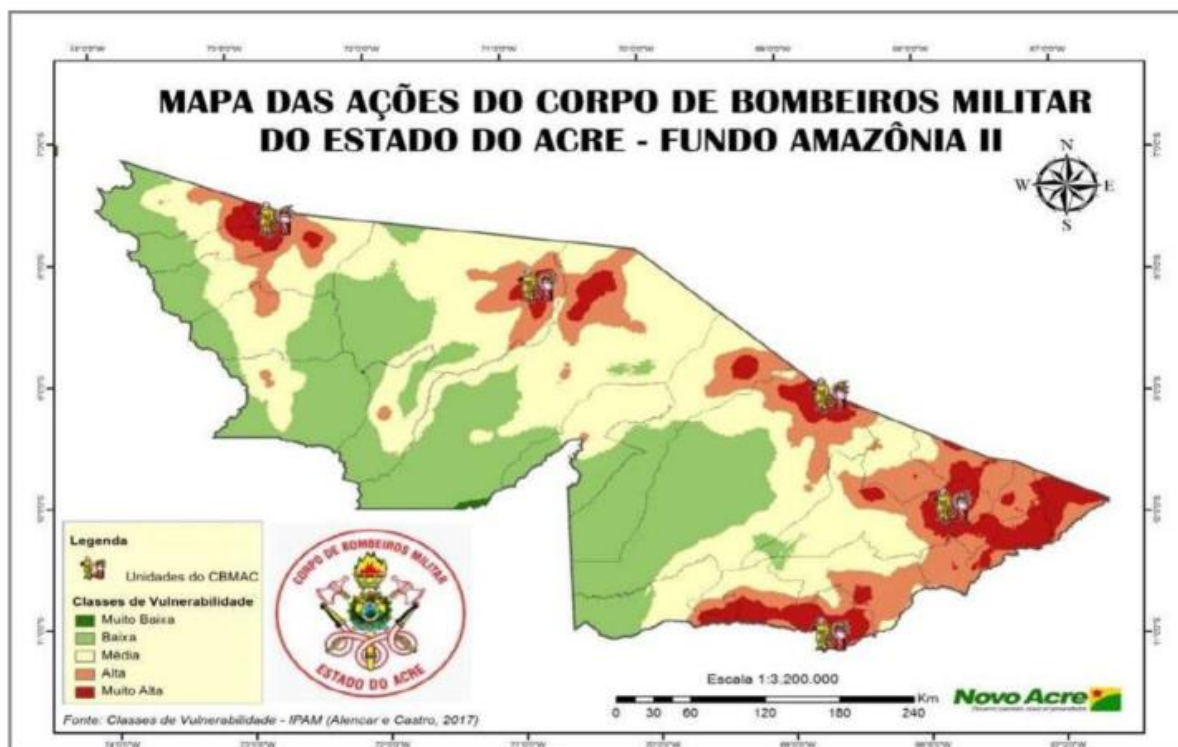 MAPA DAS AÇÕES DO CORPO DE BOMBEIROS MILITAR
DO ESTADO DO ACRE - FUNDO AMAZÔNIA II
N
W E
S
Legenda
Unidades do CBMAC
Classes de Vulnerabilidade
Muito Baixa
Baixa
Média
Alta
Muito Alta
CORPO DE BOMBEIROS MILITAR
ESTADO DO ACRE
Escala 1:3.200.000
Km
0 30 60 120 180 240
Novo Acre
Fonte: Classes de Vulnerabilidade - IPAM (Alencar e Castro, 2017)